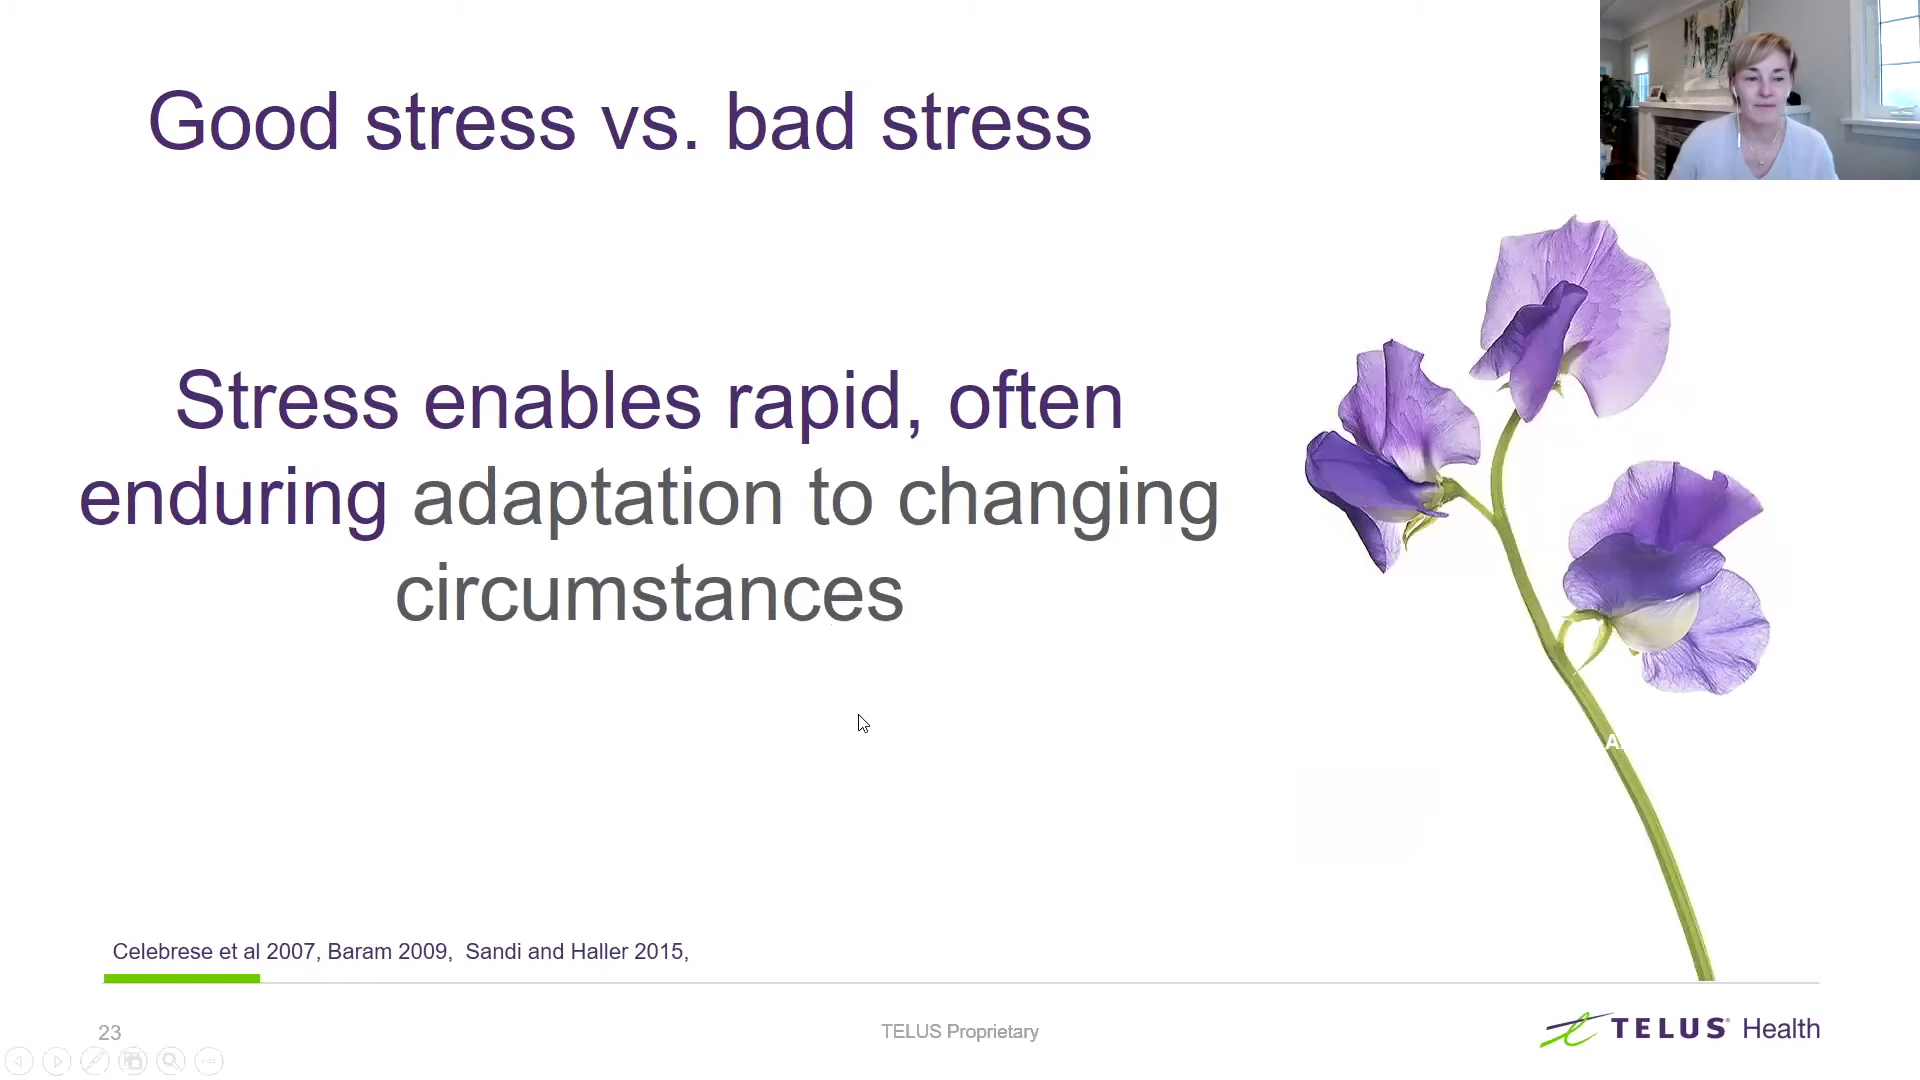 Good stress vs. bad stress
Stress enables rapid, often
enduring adaptation to changing
circumstances
Celebrese et al 2007, Baram 2009, Sandi and Haller 2015,
23
TELUS Proprietary
TELUS® Health